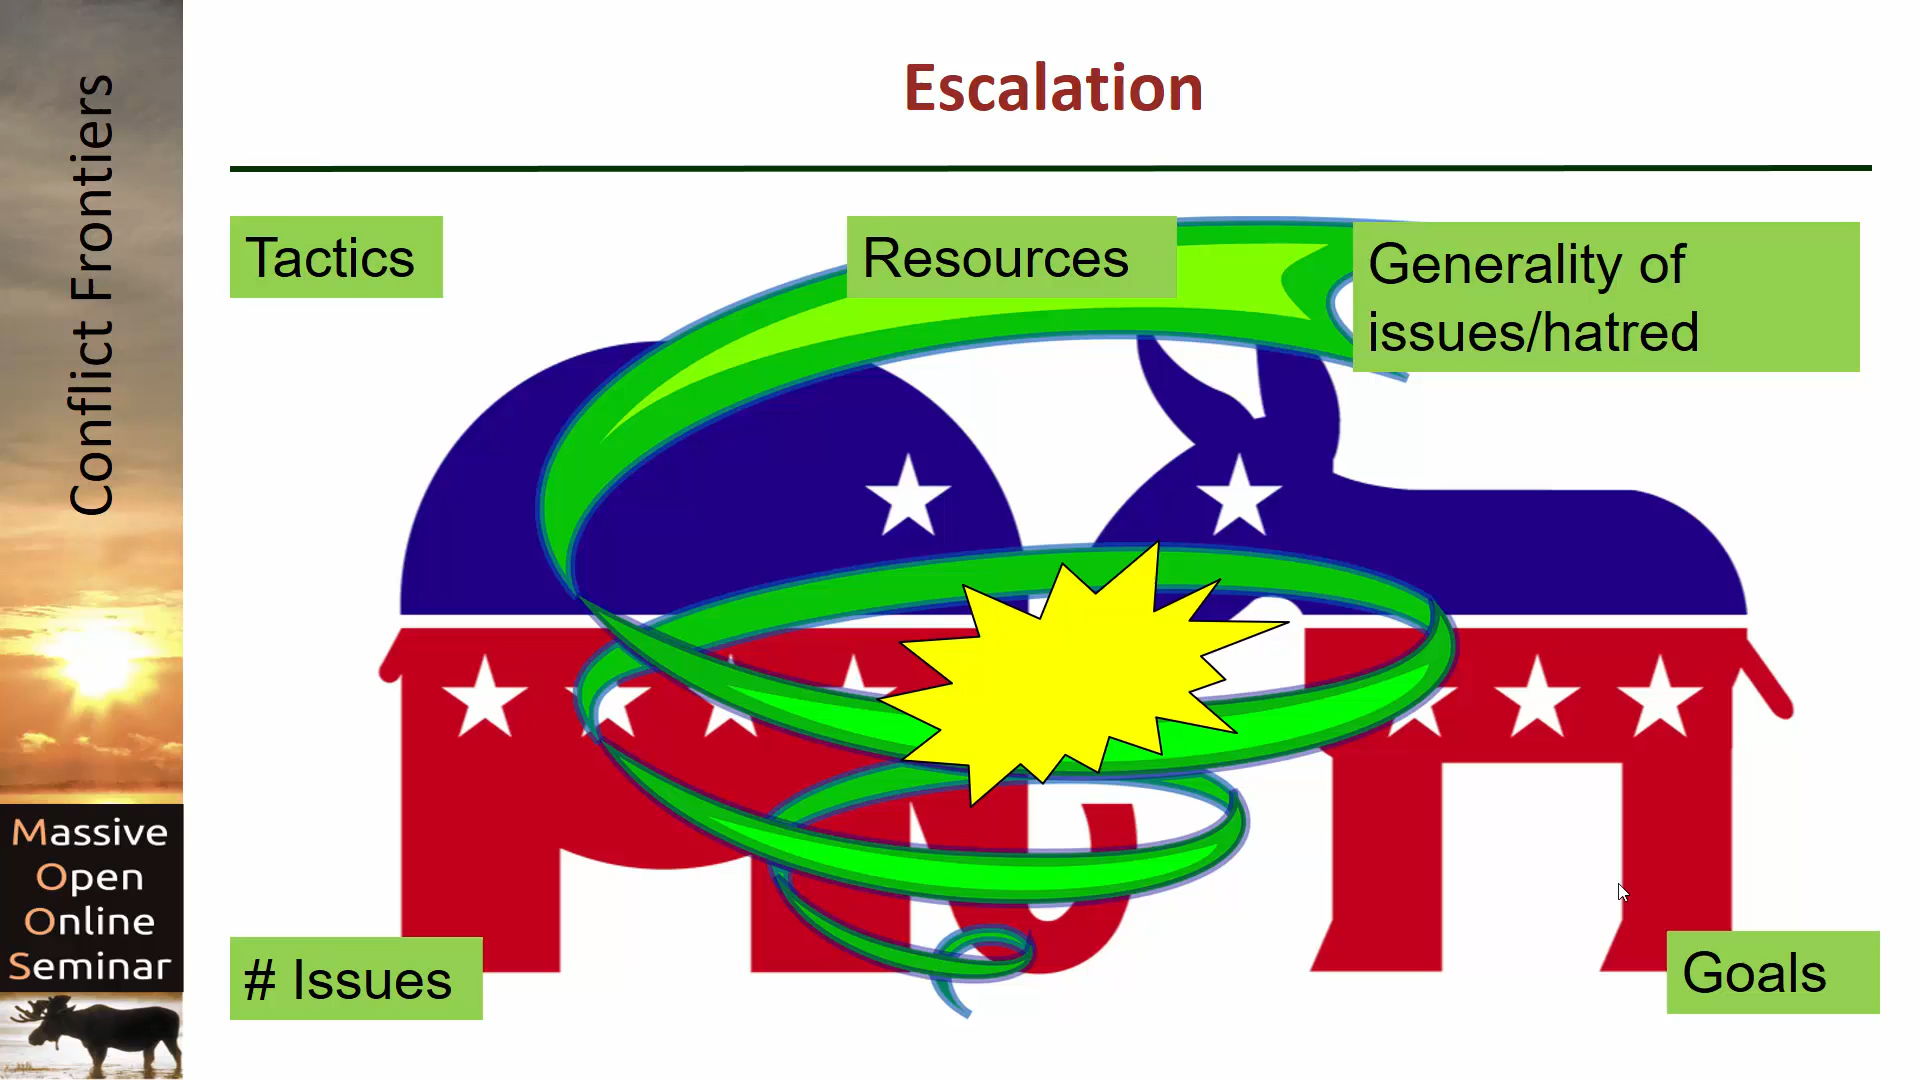 Conflict Frontiers
Escalation
Tactics
Resources
Generality of
issues/hatred
# Issues
Goals
Massive
Open
Online
Seminar